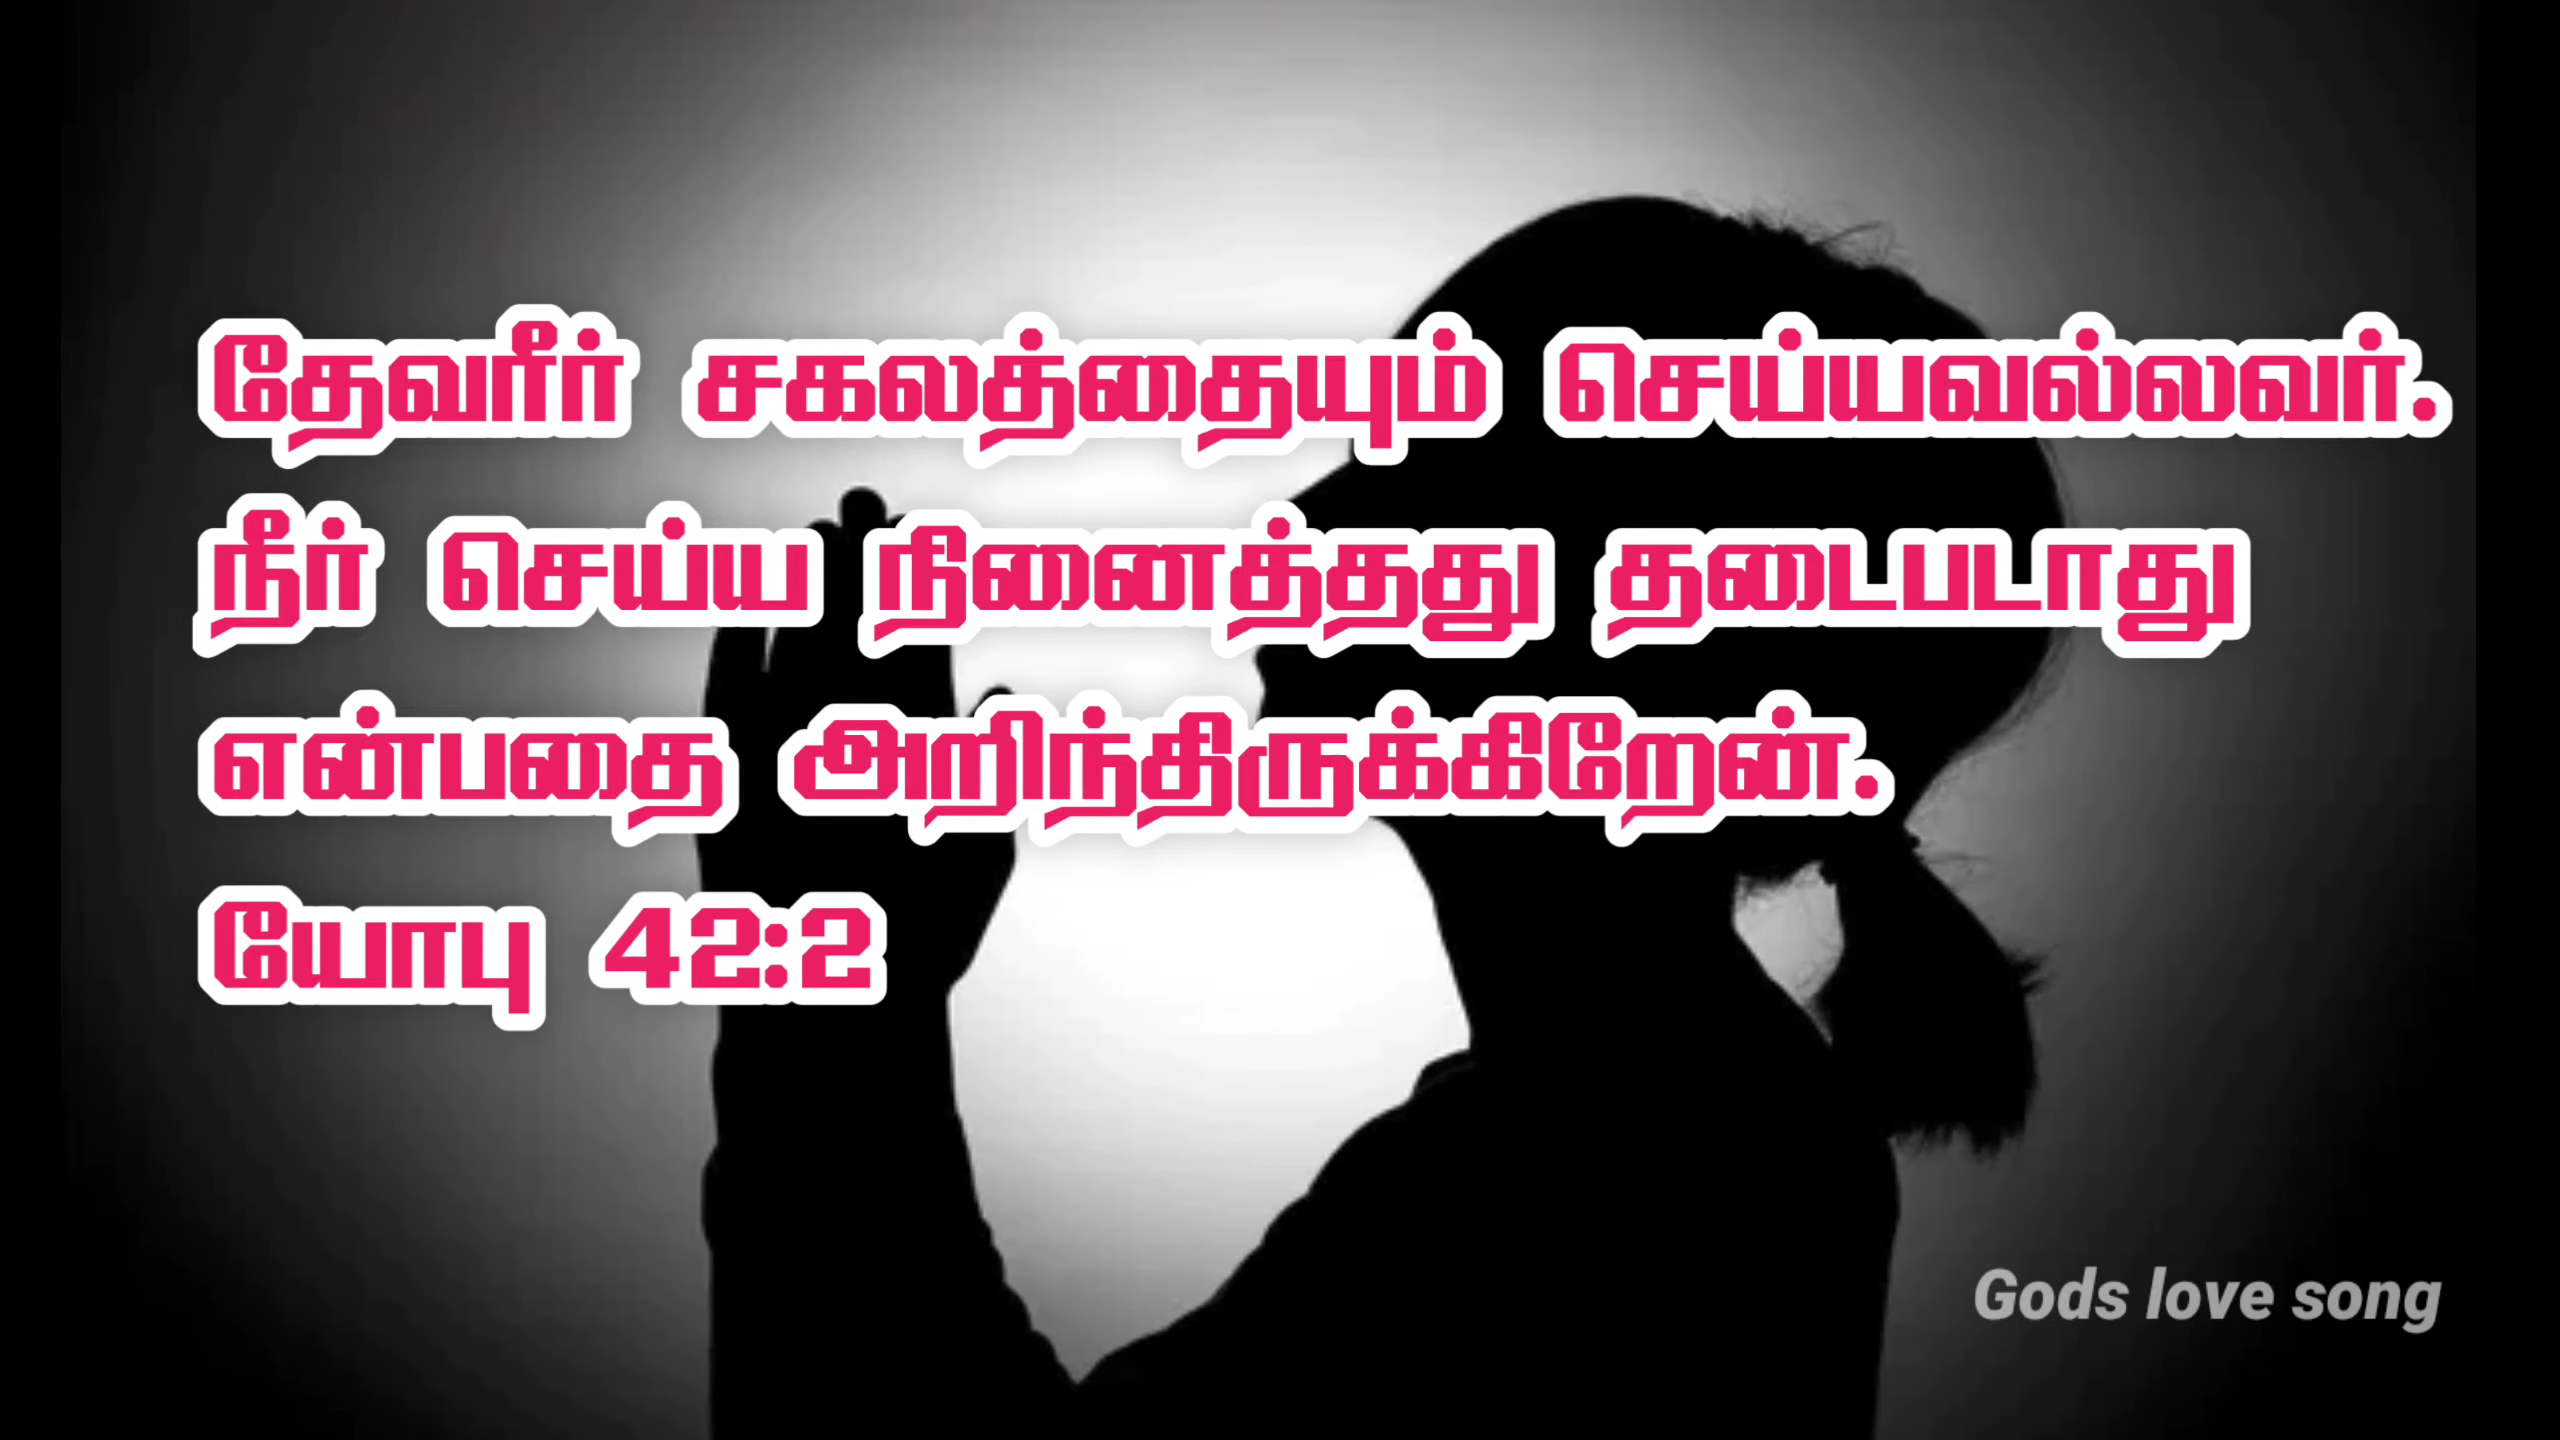 தேவரீர் சகலத்தையும் செய்யவல்லவர்.
நீர் செய்ய நினைத்தது தடைபடாது
என்பதை அறிந்திருக்கிறேன்.
யோபு 42:2
Gods love song